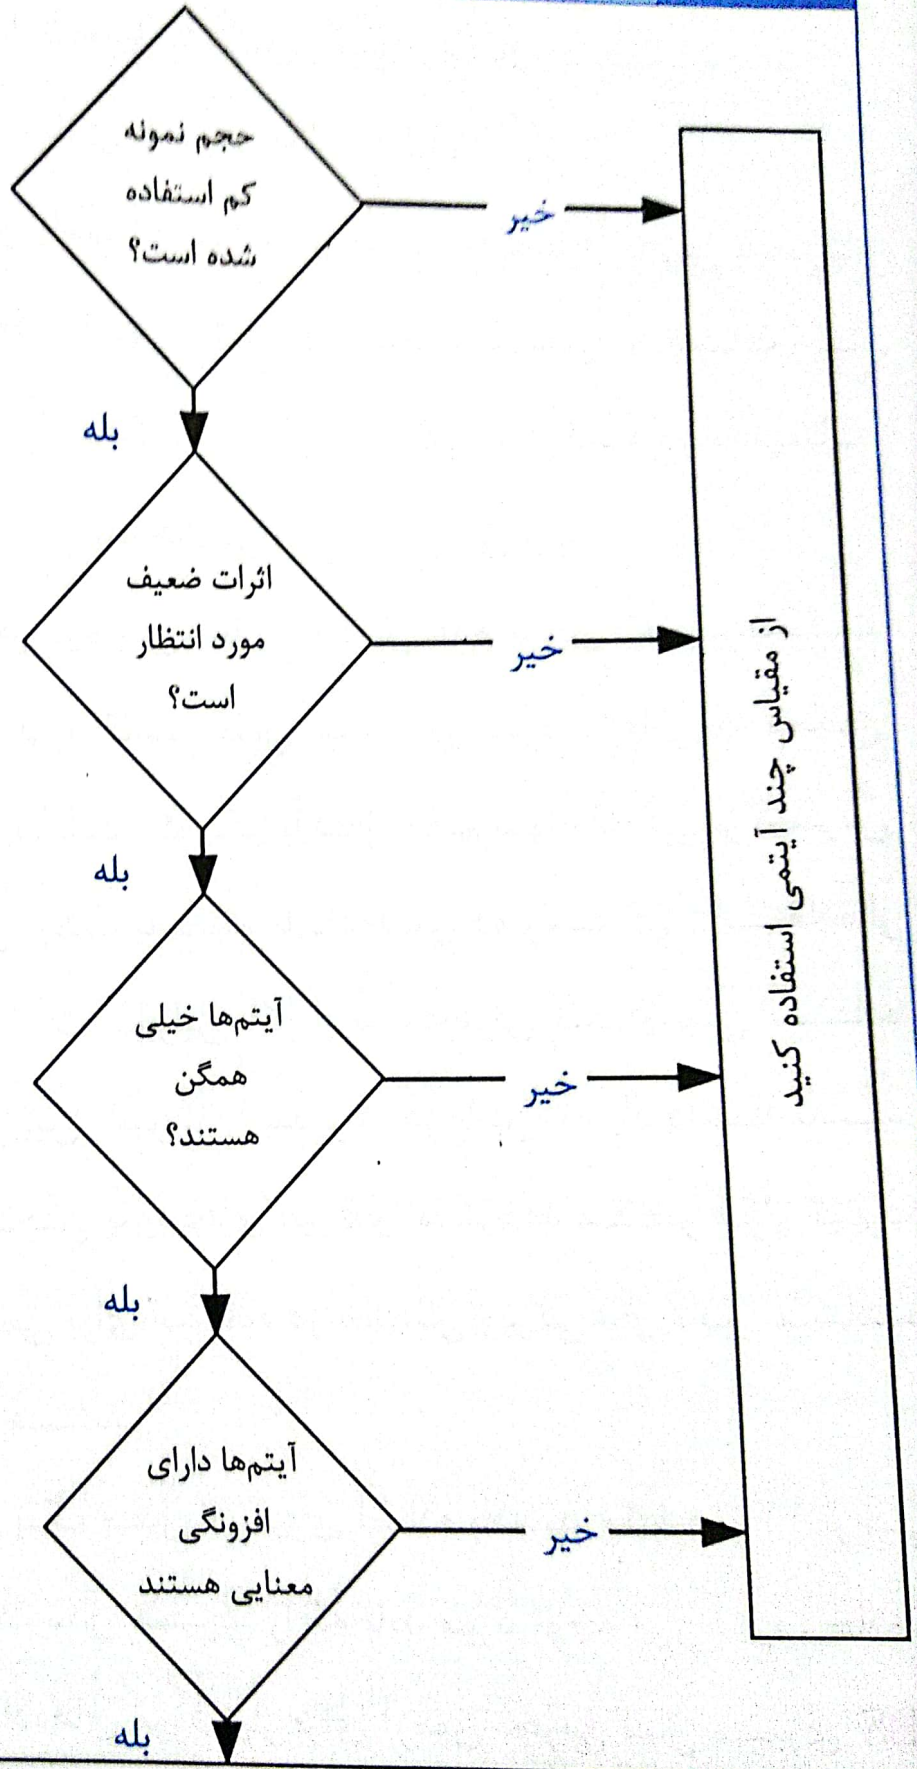 حجم نمونه
کم استفاده
شده است؟
خیر
بله
اثرات ضعیف
مورد انتظار
است؟
خیر
بله
آیتم‌ها خیلی
همگن
هستند؟
خیر
بله
آیتم‌ها دارای
افزونگی
معنایی هستند
خیر
بله
از مقیاس چند آیتمی استفاده کنید